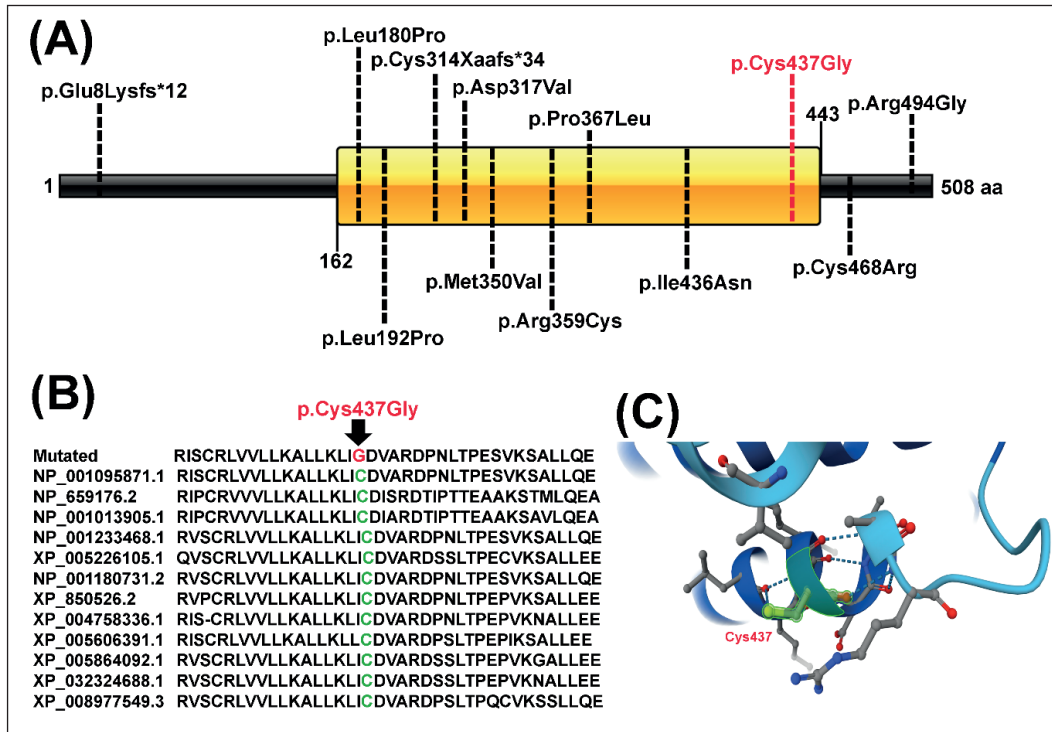 (A)
p.Leu180Pro
p.Cys314Xaafs*34
p.Cys437Gly
p.Glu8Lysfs*12
p.Asp317Val
p.Arg494Gly
p.Pro367Leu
443
1
508 aa
162
p.Met350Val
p.Ile436Asn
p.Cys468Arg
p.Arg359Cys
p.Leu192Pro
(B)
p.Cys437Gly
Mutated RISCRLVVLLKALLKLIGDVARDPNLTPESVKSALLQE
NP_001095871.1 RISCRLVVLLKALLKLICDVARDPNLTPESVKSALLQE
NP_659176.2 RIPCRVVVLLKALLKLICDISRDTIPTTEAAKSTMLQEA
NP_001013905.1 RIPCRVVVLLKALLKLICDIARDTIPTTEAAKSAVLQEA
NP_001233468.1 RVSCRLVVLLKALLKLICDVARDPNLTPESVKSALLQE
XP_005226105.1 QVSCRLVVLLKALLKLICDVARDSSLTPECVKSALLEE
NP_001180731.2 RVSCRLVVLLKALLKLICDVARDPNLTPESVKSALLQE
XP_850526.2 RVPCRLVVLLKALLKLICDVARDPNLTPEYVKSALLEE
XP_004758336.1 RIS-CRLVVLLKALLKLICDVARDPNLTPEPVKNALLEE
XP_005606391.1 RISCRLVVLLKALLKLLCDVARDPSLTPEPIKSALLEE
XP_005864092.1 RVSCRLVVLLKALLKLICDVARDSSLTPEPVKGALLEE
XP_032324688.1 RVSCRLVVLLKALLKLICDVARDSSLTPEPVKNALLEE
XP_008977549.3 RVSCRLVVLLKALLKLICDVARDPSLTPQCVKSSLLQE
(C)
Cys437